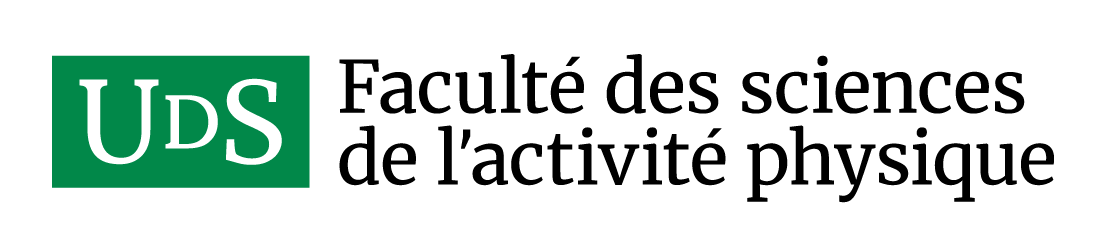 UDS
Faculté des sciences
de l’activité physique